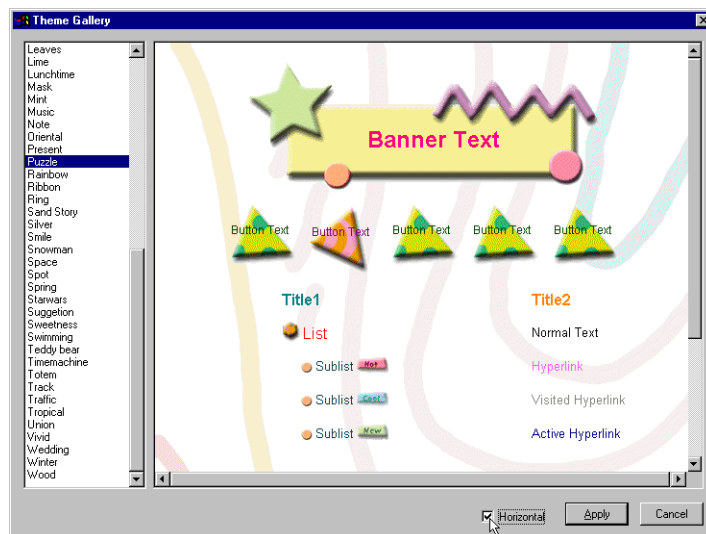 Theme Gallery
Leaves
Lime
Lunchtime
Mask
Mint
Music
Note
Oriental
Present
Puzzle
Rainbow
Ribbon
Ring
Sand Story
Silver
Smile
Snowman
Space
Spot
Spring
Starwars
Suggetion
Sweetness
Swimming
Teddy bear
Timemachine
Totem
Track
Traffic
Tropical
Union
Vivid
Wedding
Winter
Wood
Banner Text
Button Text Button Text Button Text Button Text Button Text
Title1
List
Sublist Hot
Sublist Cool
Sublist New
Title2
Normal Text
Hyperlink
Visited Hyperlink
Active Hyperlink
Horizontal Apply Cancel